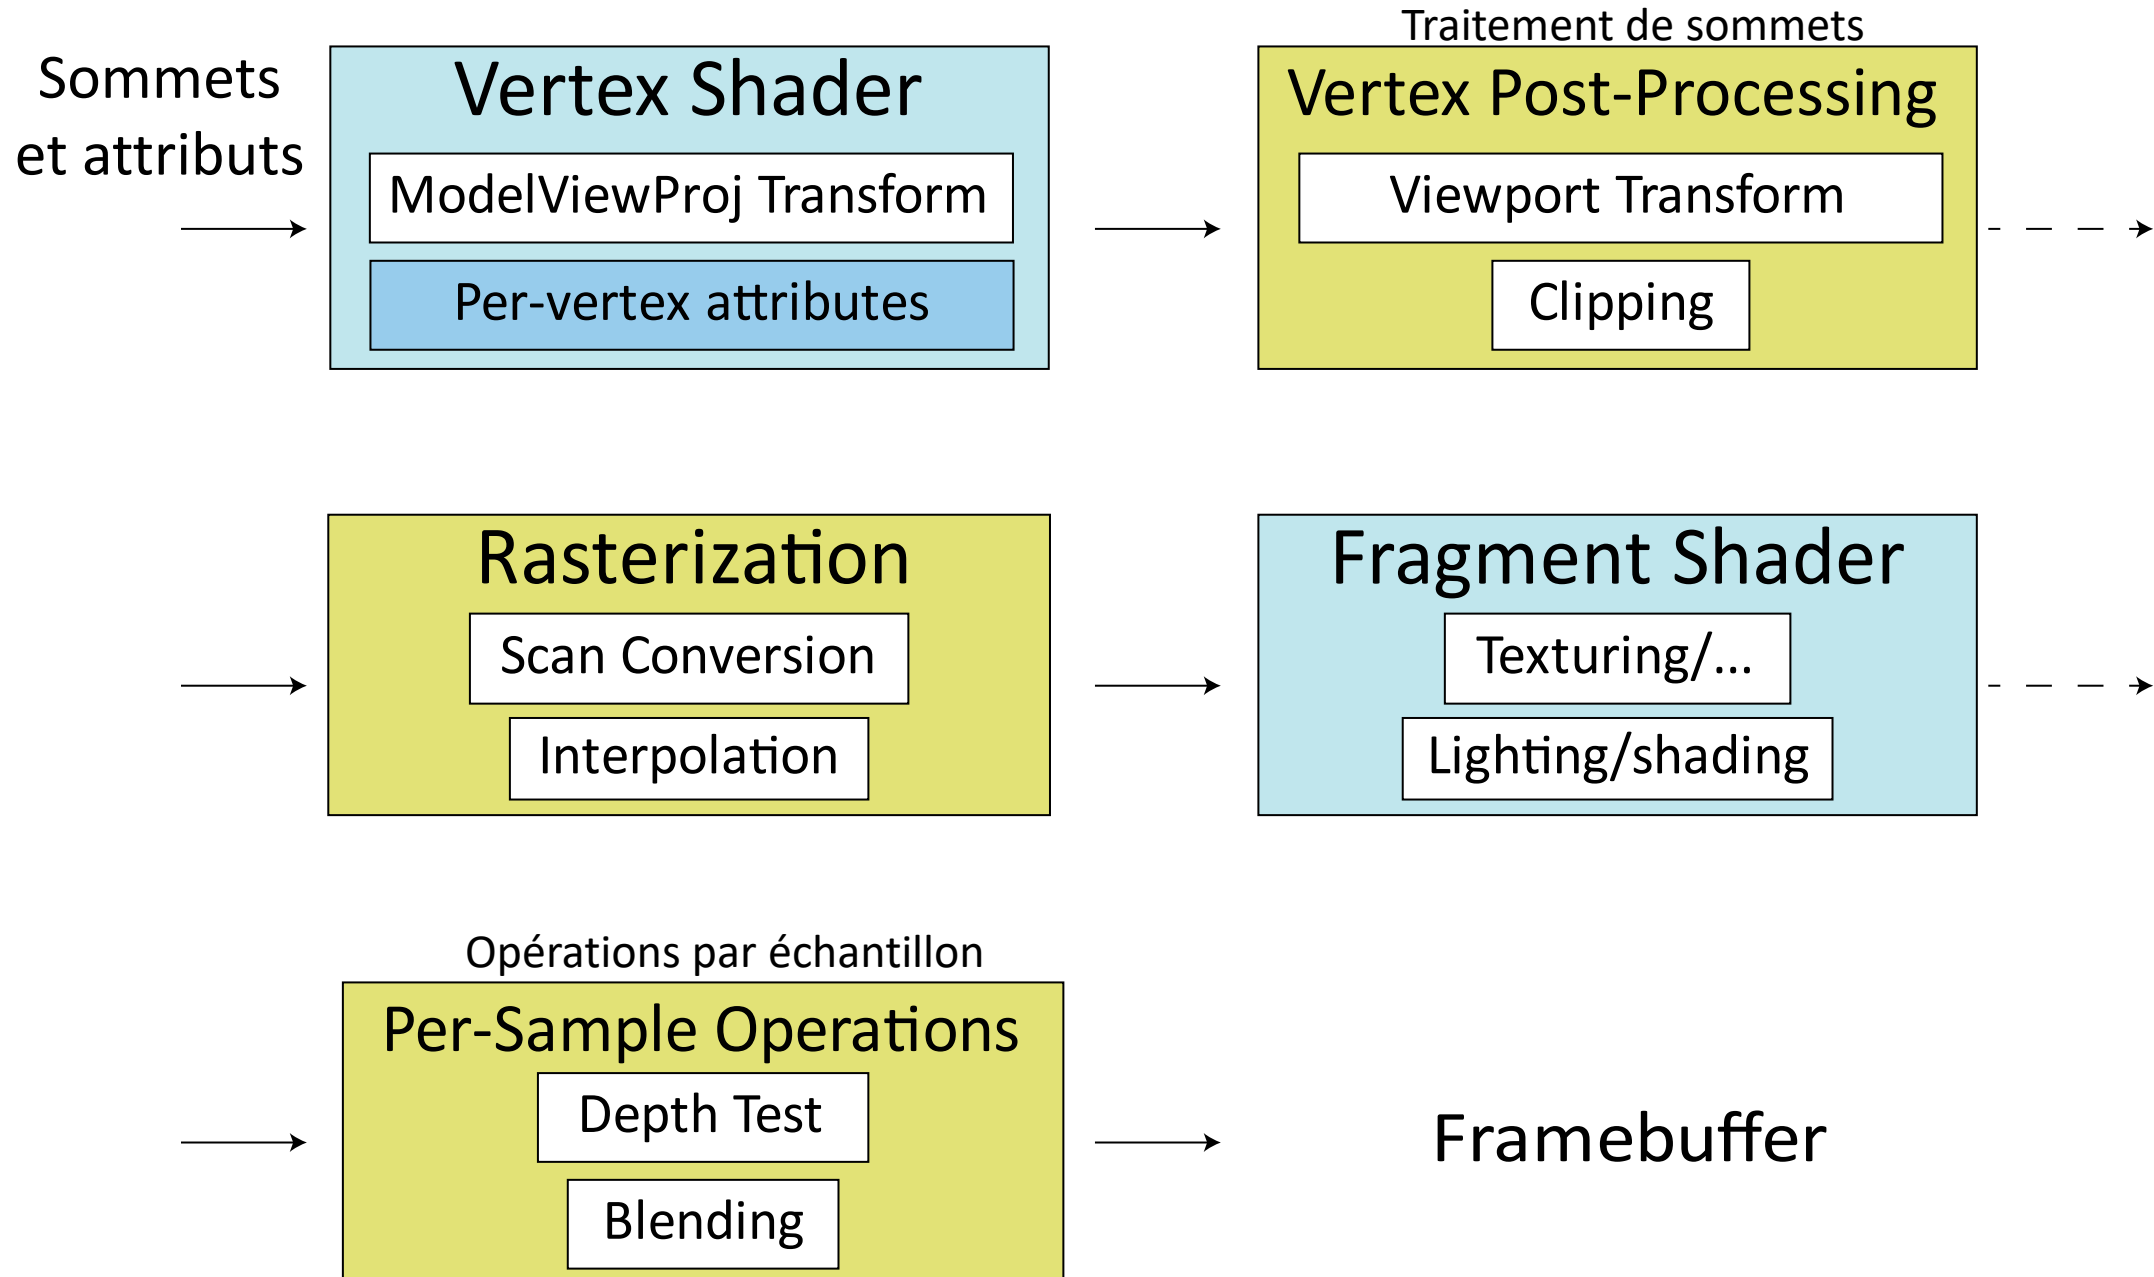 Sommets
et attributs
Vertex Shader
ModelViewProj Transform
Per-vertex attributes
Traitement de sommets
Vertex Post-Processing
Viewport Transform
Clipping
Rasterization
Scan Conversion
Interpolation
Fragment Shader
Texturing/...
Lighting/shading
Opérations par échantillon
Per-Sample Operations
Depth Test
Blending
Framebuffer